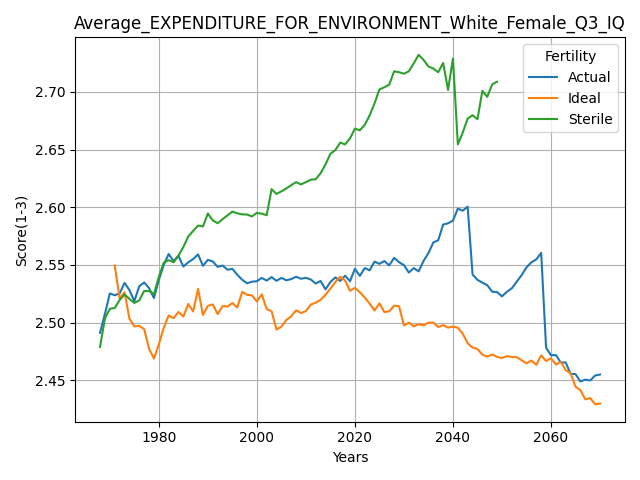 Average_EXPENDITURE_FOR_ENVIRONMENT_White_Female_Q3_IQ
Fertility
Actual
Ideal
Sterile
Score(1-3)
2.70
2.65
2.60
2.55
2.50
2.45
1980 2000 2020 2040 2060
Years